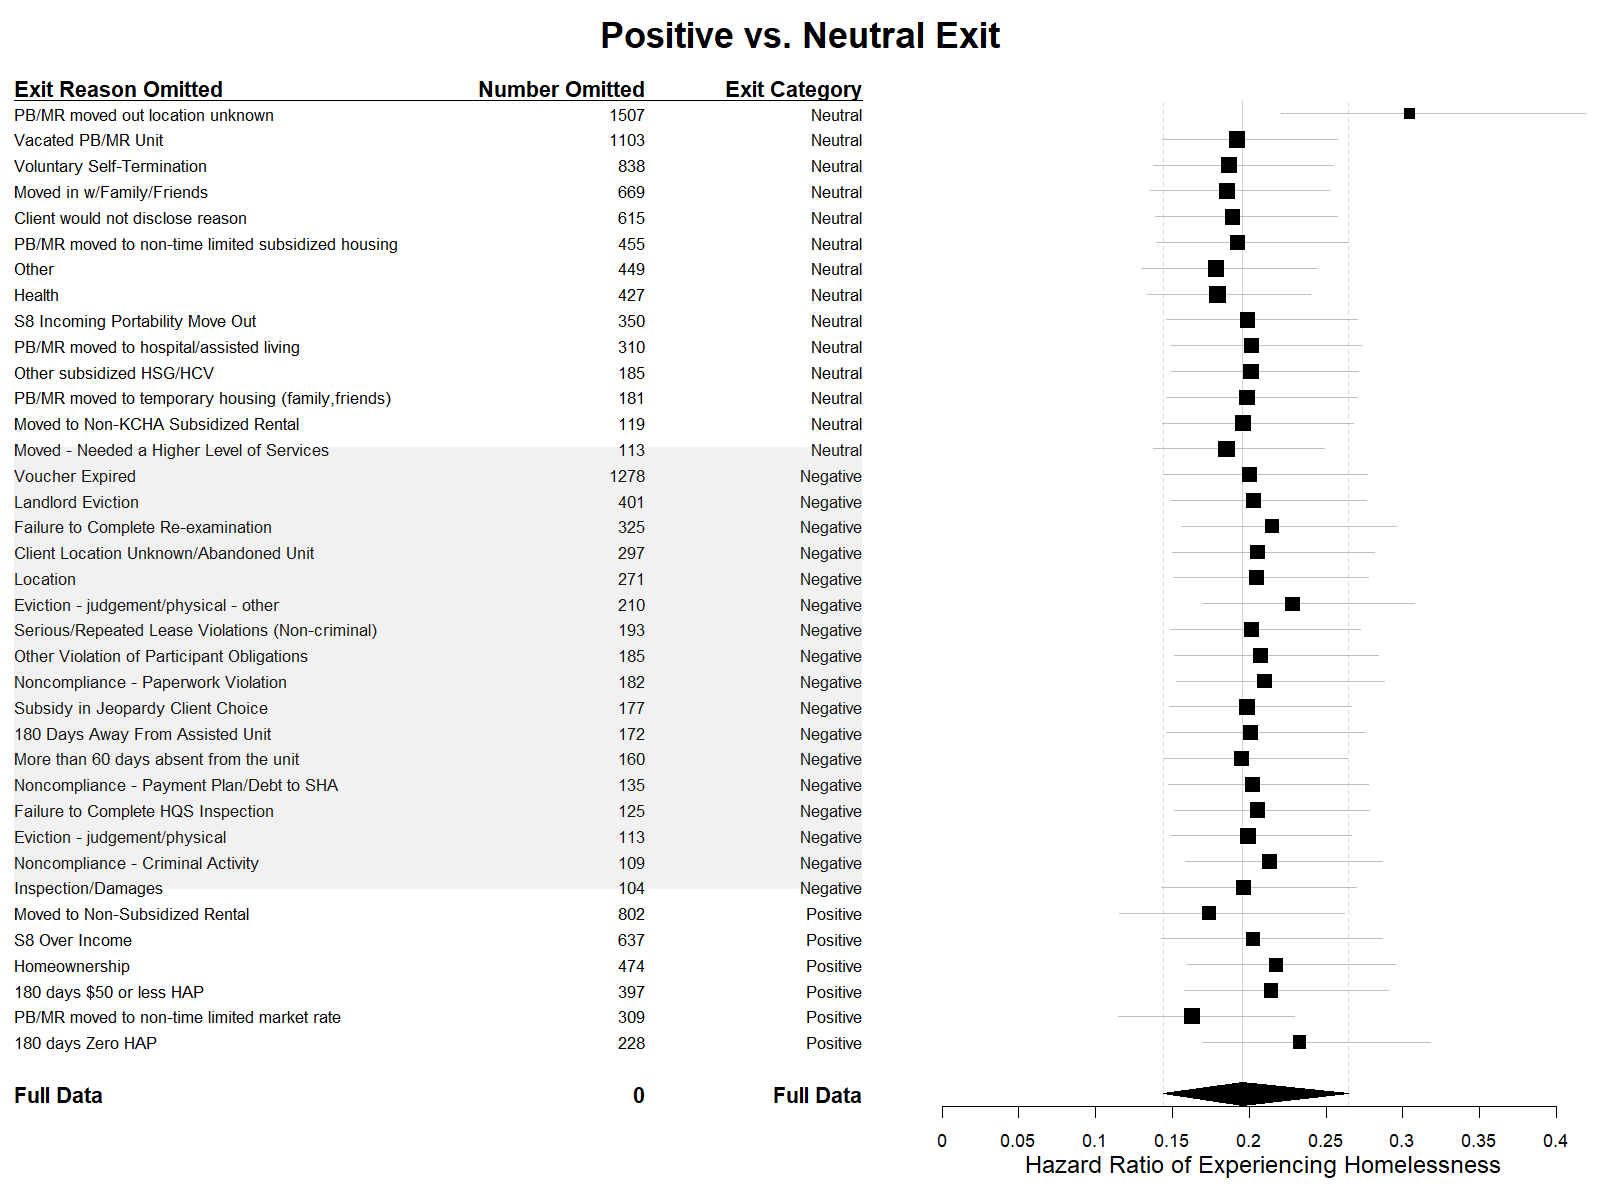 Positive vs. Neutral Exit
Exit Reason Omitted Number Omitted Exit Category
PB/MR moved out location unknown 1507 Neutral
Vacated PB/MR Unit 1103 Neutral
Voluntary Self-Termination 838 Neutral
Moved in w/Family/Friends 669 Neutral
Client would not disclose reason 615 Neutral
PB/MR moved to non-time limited subsidized housing 455 Neutral
Other 449 Neutral
Health 427 Neutral
S8 Incoming Portability Move Out 350 Neutral
PB/MR moved to hospital/assisted living 310 Neutral
Other subsidized HSG/HCV 185 Neutral
PB/MR moved to temporary housing (family,friends) 181 Neutral
Moved to Non-KCHA Subsidized Rental 119 Neutral
Moved - Needed a Higher Level of Services 113 Neutral
Voucher Expired 1278 Negative
Landlord Eviction 401 Negative
Failure to Complete Re-examination 325 Negative
Client Location Unknown/Abandoned Unit 297 Negative
Location 271 Negative
Eviction - judgement/physical - other 210 Negative
Serious/Repeated Lease Violations (Non-criminal) 193 Negative
Other Violation of Participant Obligations 185 Negative
Noncompliance - Paperwork Violation 182 Negative
Subsidy in Jeopardy Client Choice 177 Negative
180 Days Away From Assisted Unit 172 Negative
More than 60 days absent from the unit 160 Negative
Noncompliance - Payment Plan/Debt to SHA 135 Negative
Failure to Complete HQS Inspection 125 Negative
Eviction - judgement/physical 113 Negative
Noncompliance - Criminal Activity 109 Negative
Inspection/Damages 104 Negative
Moved to Non-Subsidized Rental 802 Positive
S8 Over Income 637 Positive
Homeownership 474 Positive
180 days $50 or less HAP 397 Positive
PB/MR moved to non-time limited market rate 309 Positive
180 days Zero HAP 228 Positive
Full Data 0 Full Data
0 0.05 0.1 0.15 0.2 0.25 0.3 0.35 0.4
Hazard Ratio of Experiencing Homelessness